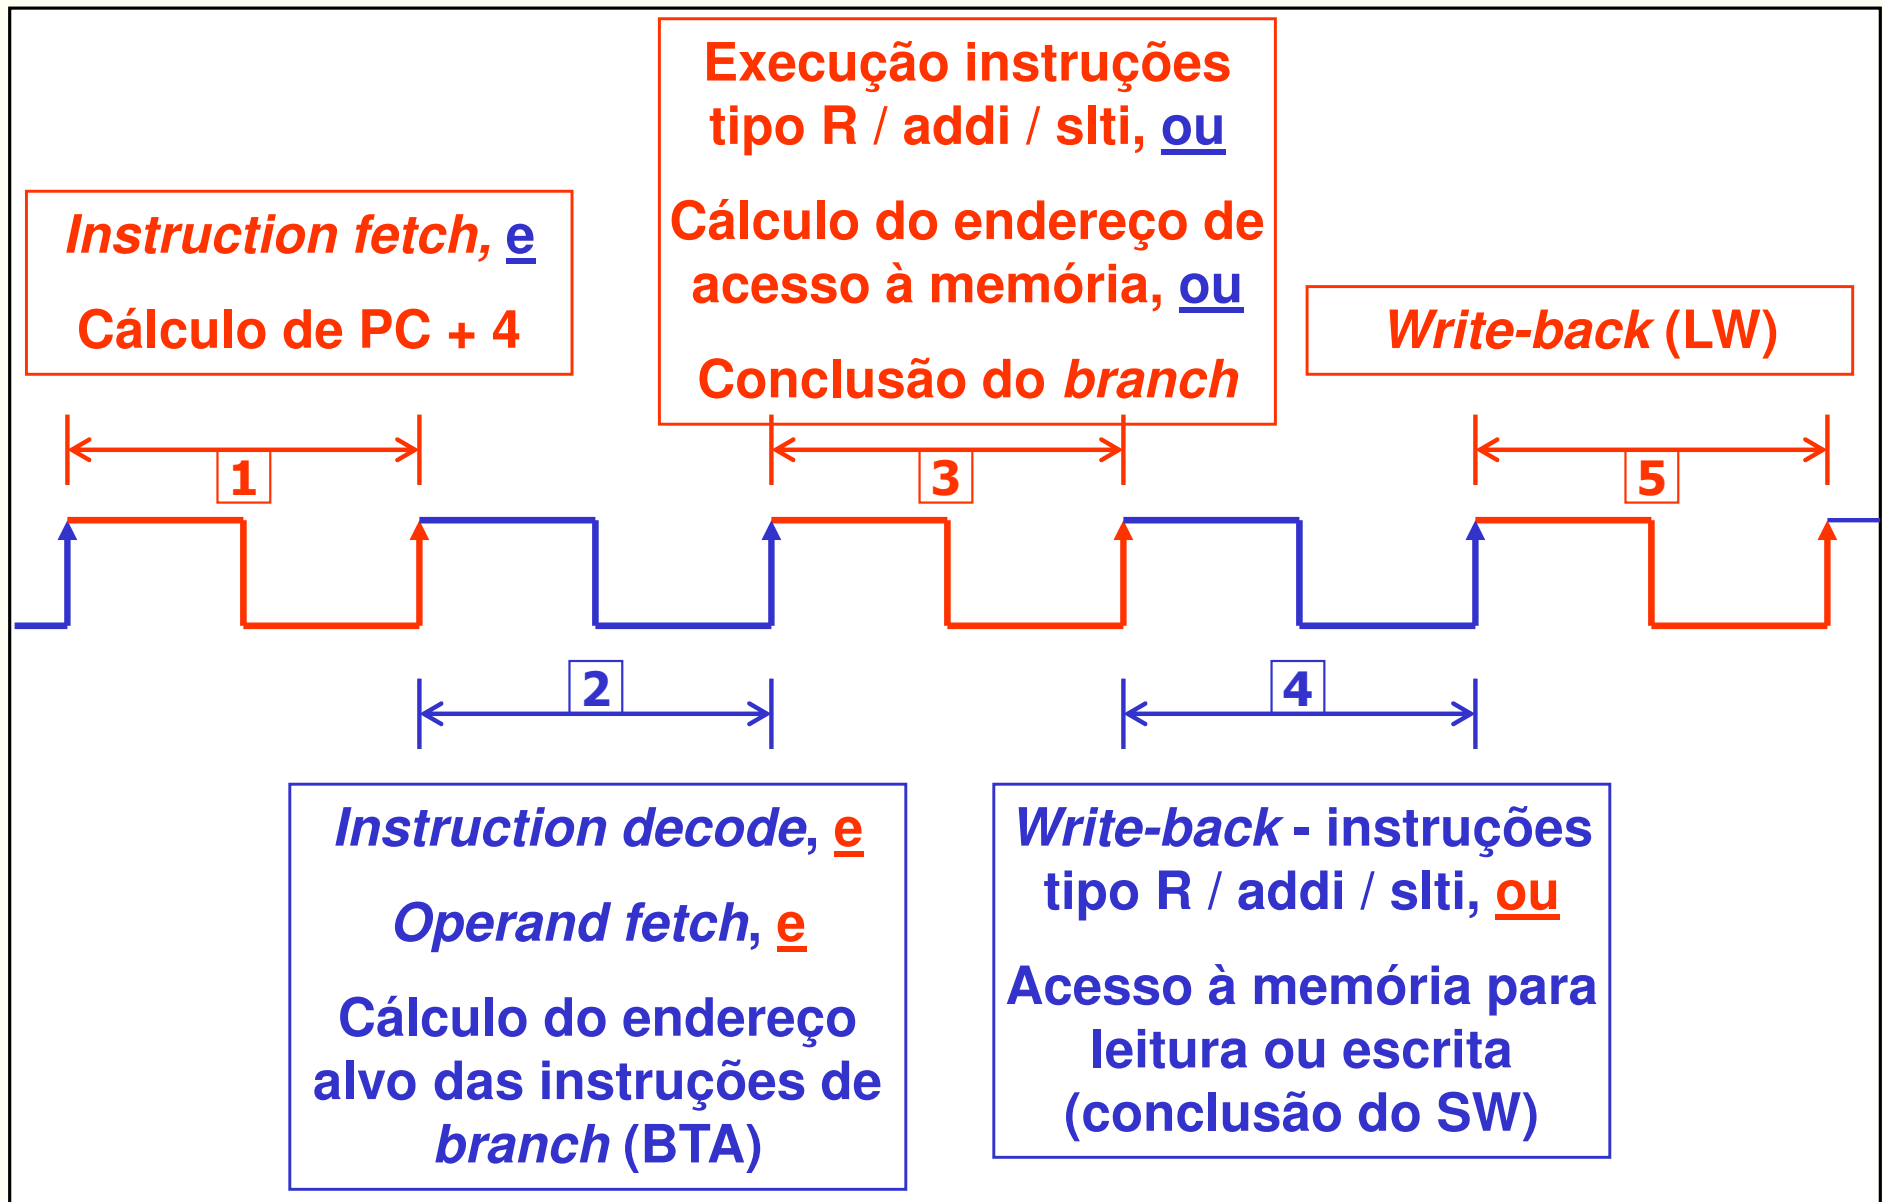 Instruction fetch, e
Cálculo de PC + 4
1
Instruction decode, e
Operand fetch, e
Cálculo do endereço
alvo das instruções de
branch (BTA)
2
Execução instruções
tipo R / addi / slti, ou
Cálculo do endereço de
acesso à memória, ou
Conclusão do branch
3
Write-back - instruções
tipo R / addi / slti, ou
Acesso à memória para
leitura ou escrita
(conclusão do SW)
4
Write-back (LW)
5